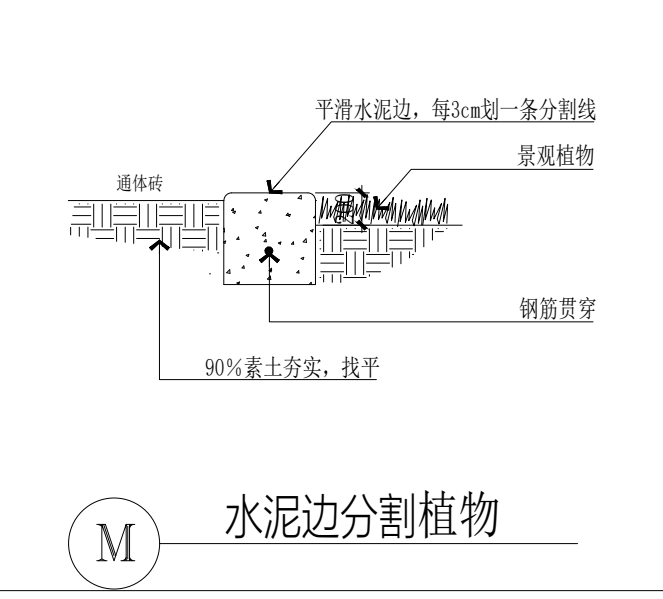 平滑水泥边，每3cm划一条分割线
景观植物
通体砖
钢筋贯穿
90%素土夯实，找平
水泥边分割植物
M